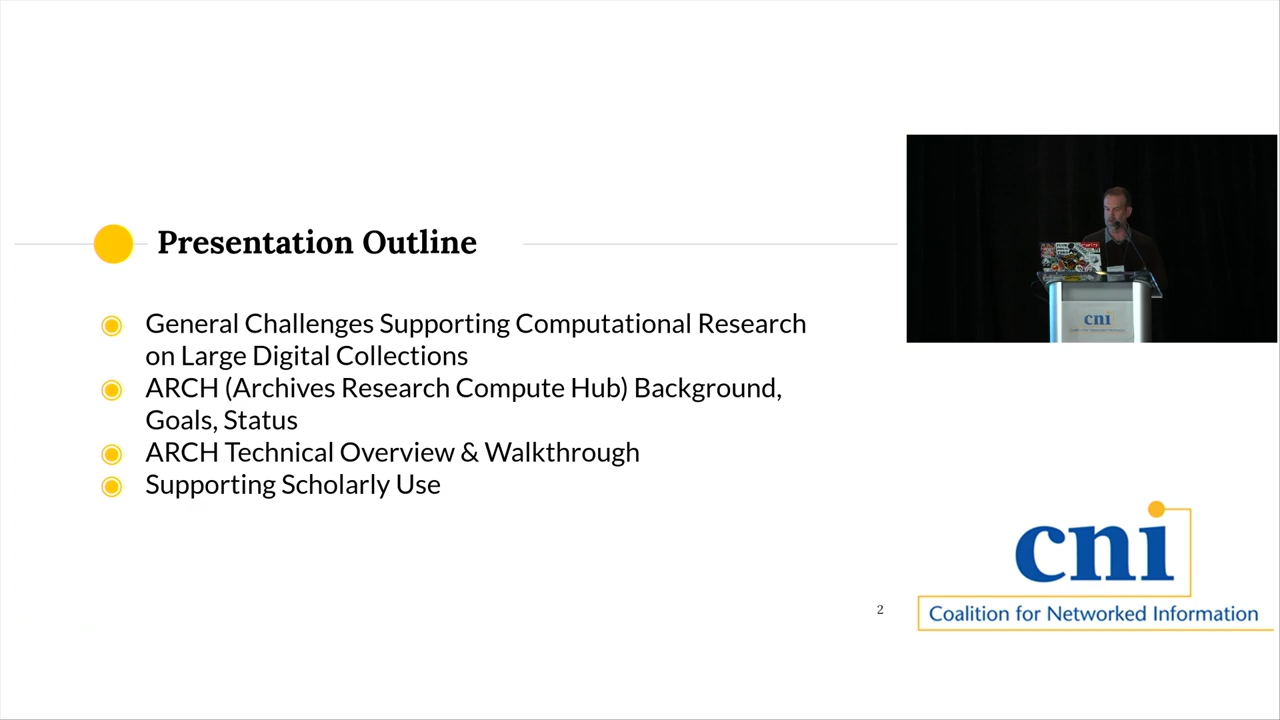 Presentation Outline
General Challenges Supporting Computational Research
on Large Digital Collections
ARCH (Archives Research Compute Hub) Background,
Goals, Status
ARCH Technical Overview & Walkthrough
Supporting Scholarly Use
2
cni
cni
Coalition for Networked Information